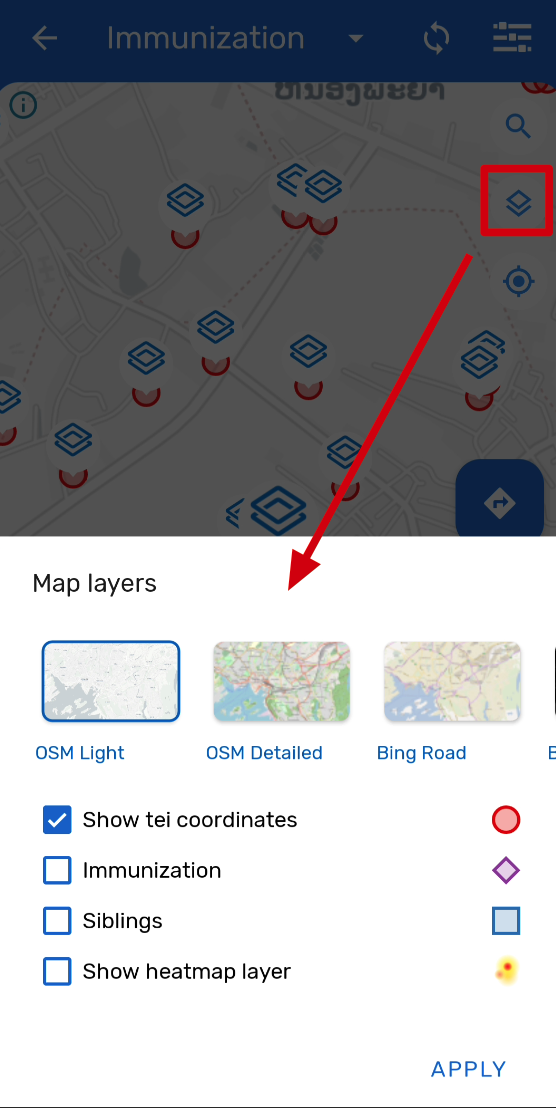 Immunization
Map layers
OSM Light
OSM Detailed
Bing Road
Show tei coordinates
Immunization
Siblings
Show heatmap layer
APPLY